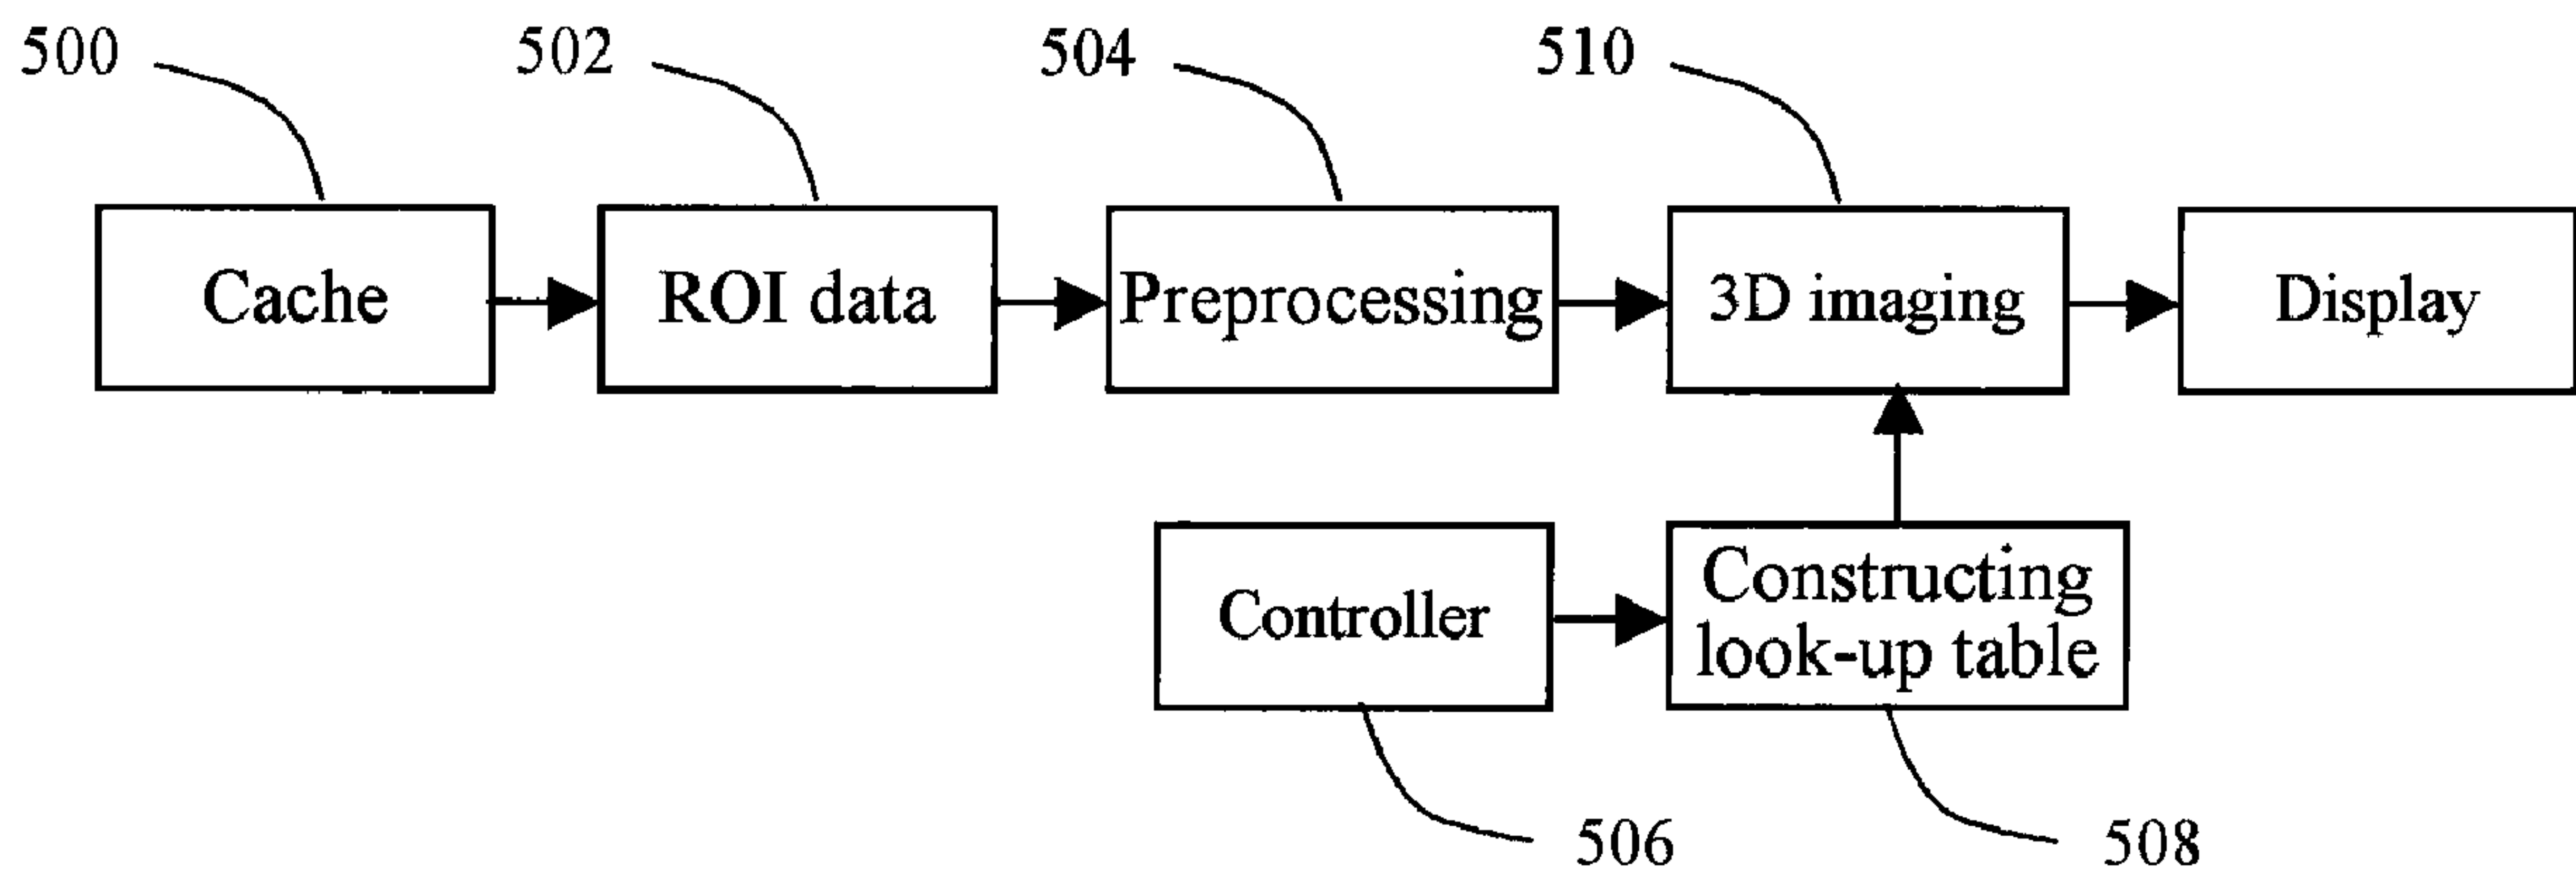 500
502
504
510
Cache
ROI data
Preprocessing
3D imaging
Display
Controller
Constructing
look-up table
506
508